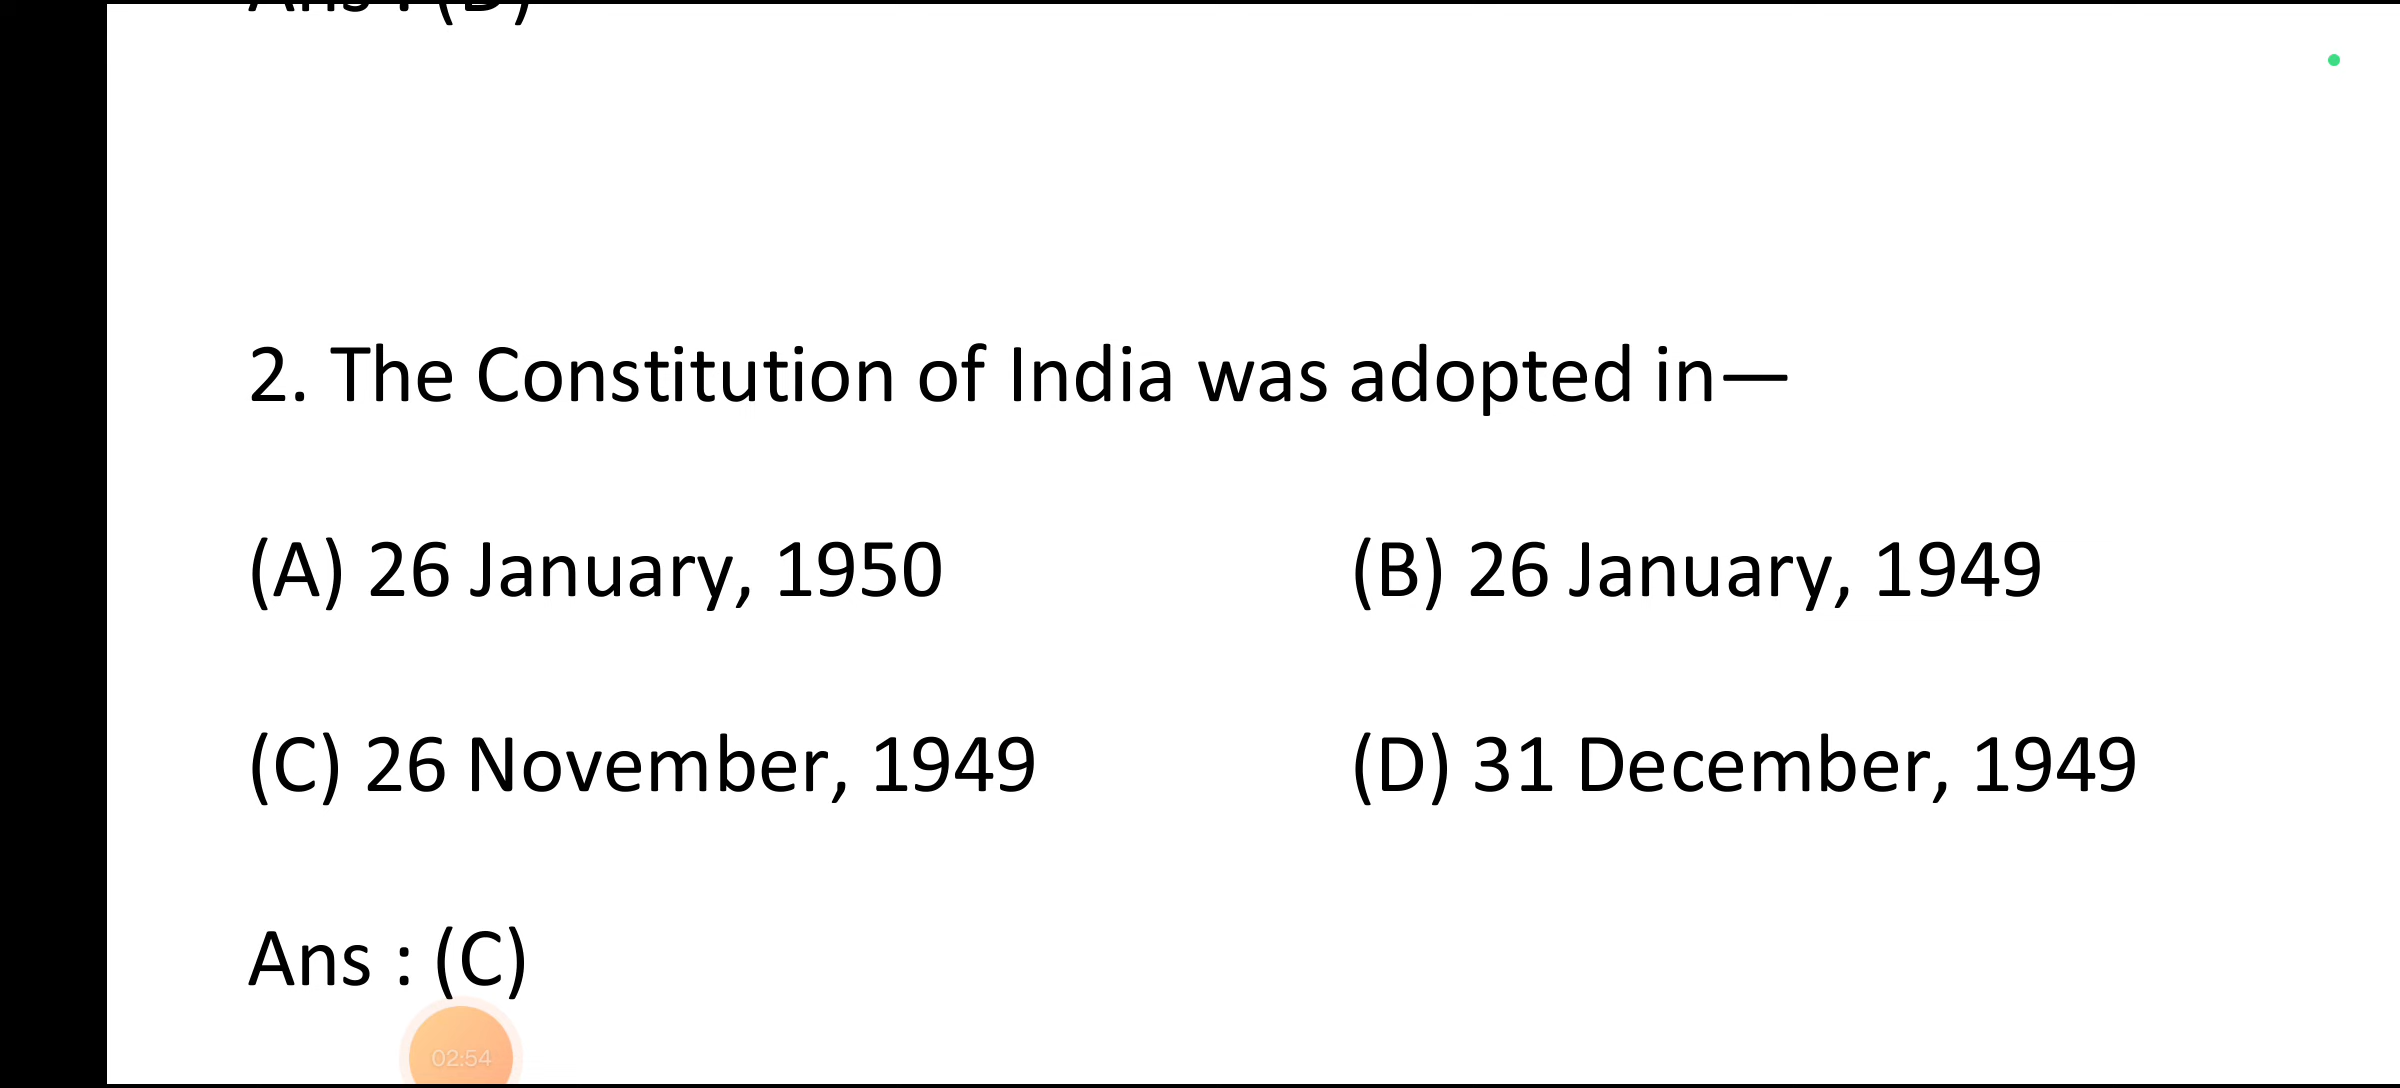 Ans : (D)
2. The Constitution of India was adopted in—
(A) 26 January, 1950 (B) 26 January, 1949
(C) 26 November, 1949 (D) 31 December, 1949
Ans : (C)
02:54